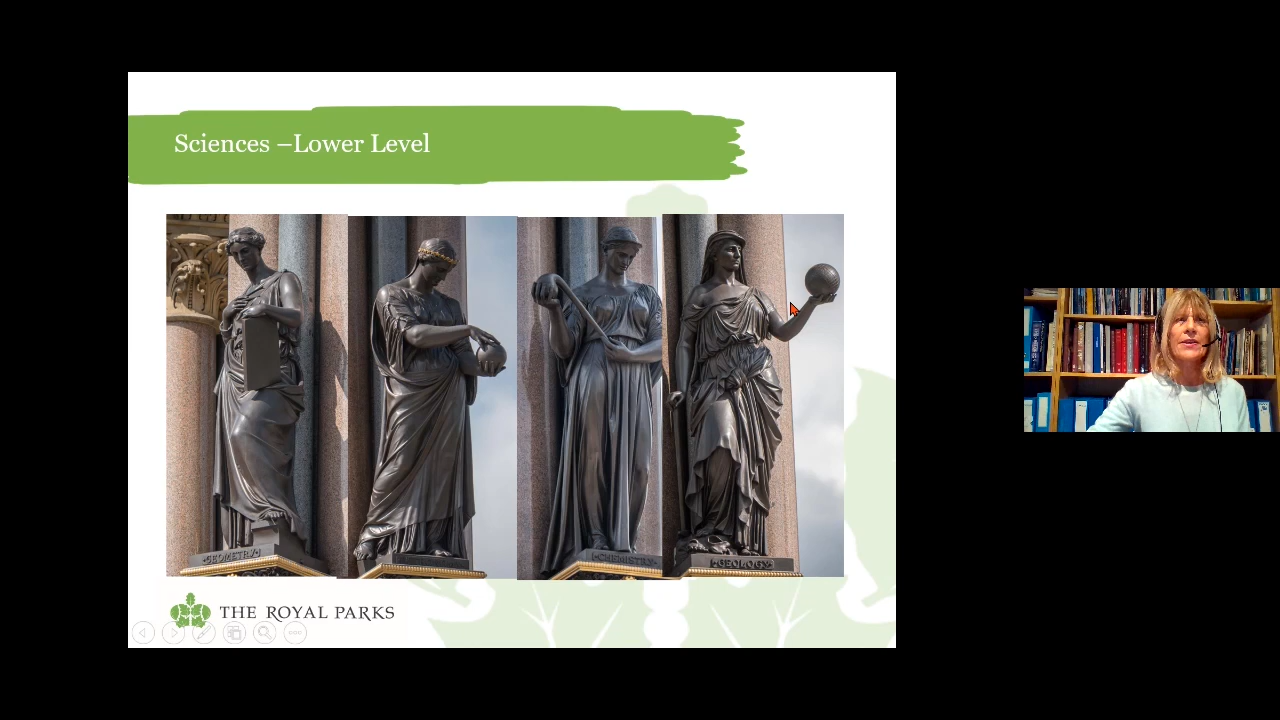 Sciences –Lower Level
GEOMETRY
CHEMISTRY
GEOLOGY
THE ROYAL PARKS